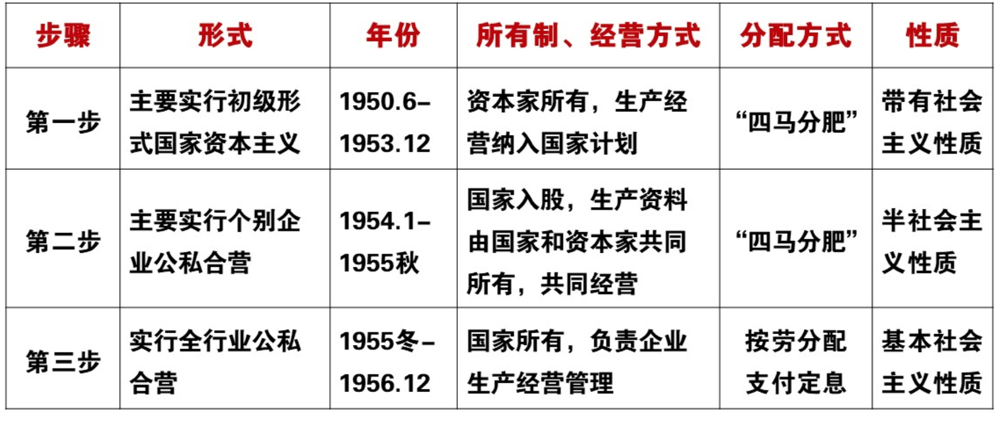 步骤
形式
年份
所有制、经营方式
分配方式
性质
第一步
主要实行初级形
式国家资本主义
1950.6–
1953.12
资本家所有，生产经
营纳入国家计划
“四马分肥”
带有社会
主义性质
第二步
主要实行个别企
业公私合营
1954.1–
1955秋
国家入股，生产资料
由国家和资本家共同
所有，共同经营
“四马分肥”
半社会主
义性质
第三步
实行全行业公私
合营
1955冬–
1956.12
国家所有，负责企业
生产经营管理
按劳分配
支付定息
基本社会
主义性质